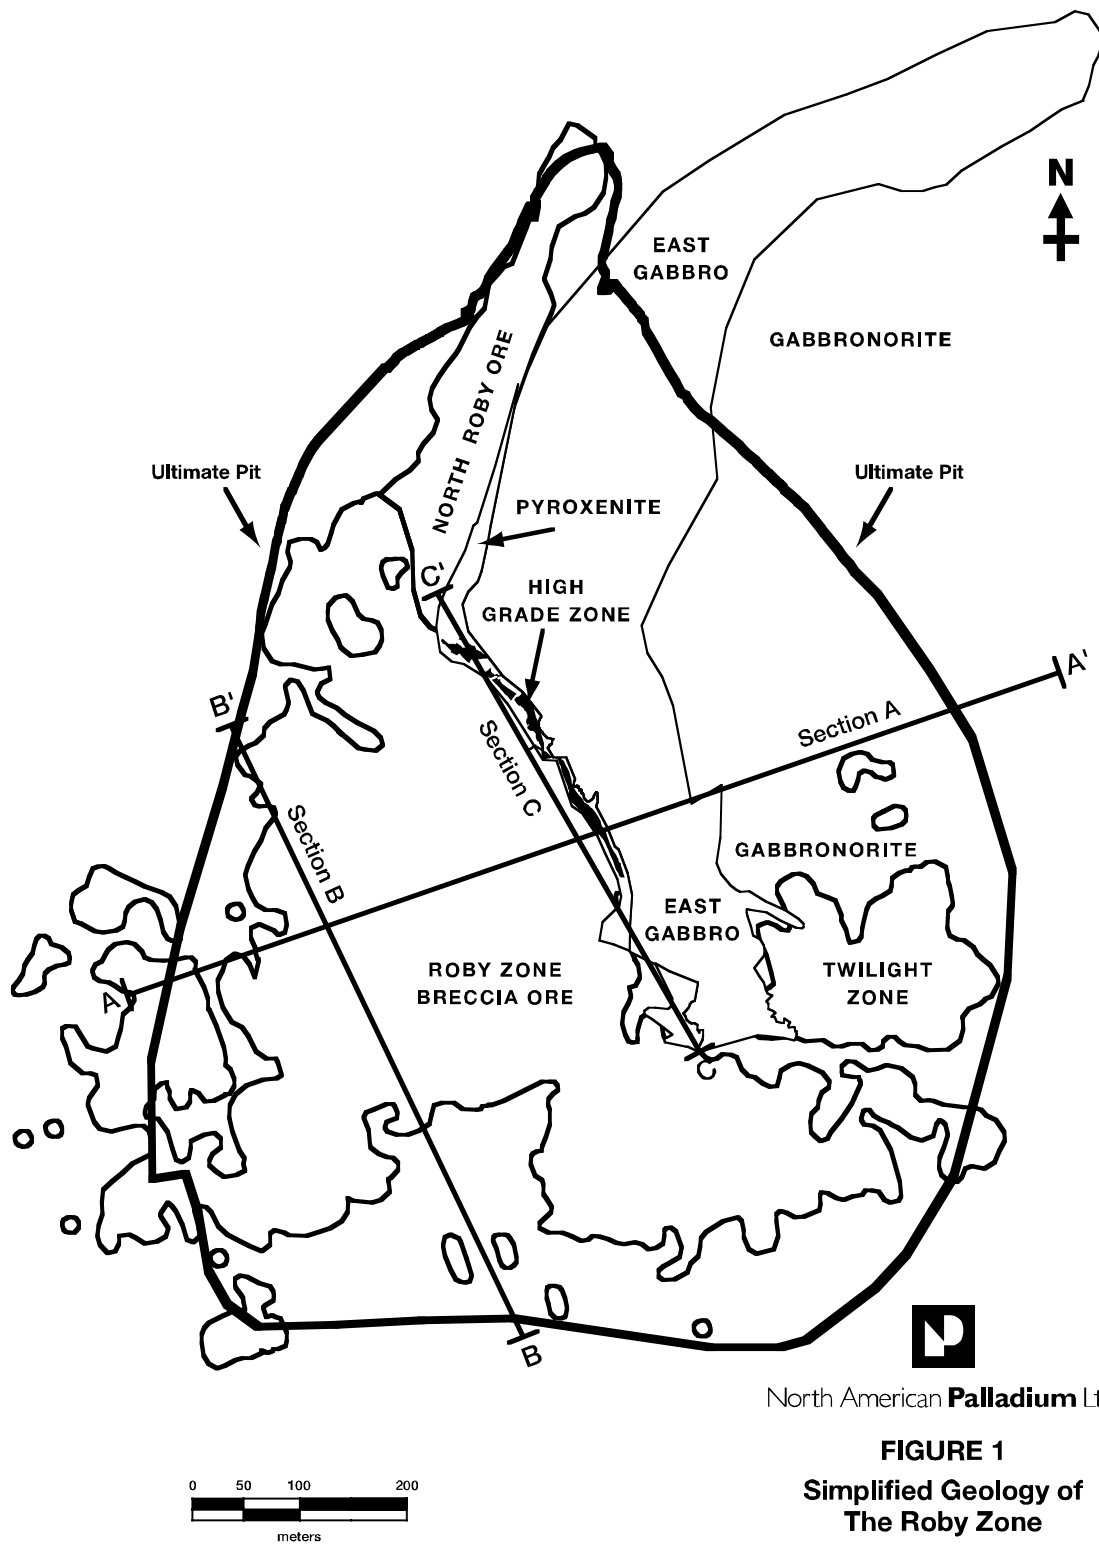 N
EAST
GABBRO
GABBRONORITE
NORTH ROBY ORE
Ultimate Pit
Ultimate Pit
PYROXENITE
C'
HIGH
GRADE ZONE
A'
B'
Section A
Section C
Section B
GABBRONORITE
EAST
GABBRO
ROBY ZONE
BRECCIA ORE
TWILIGHT
ZONE
A
C
B
North American Palladium Lt
FIGURE 1
Simplified Geology of
The Roby Zone
0 50 100 200
meters